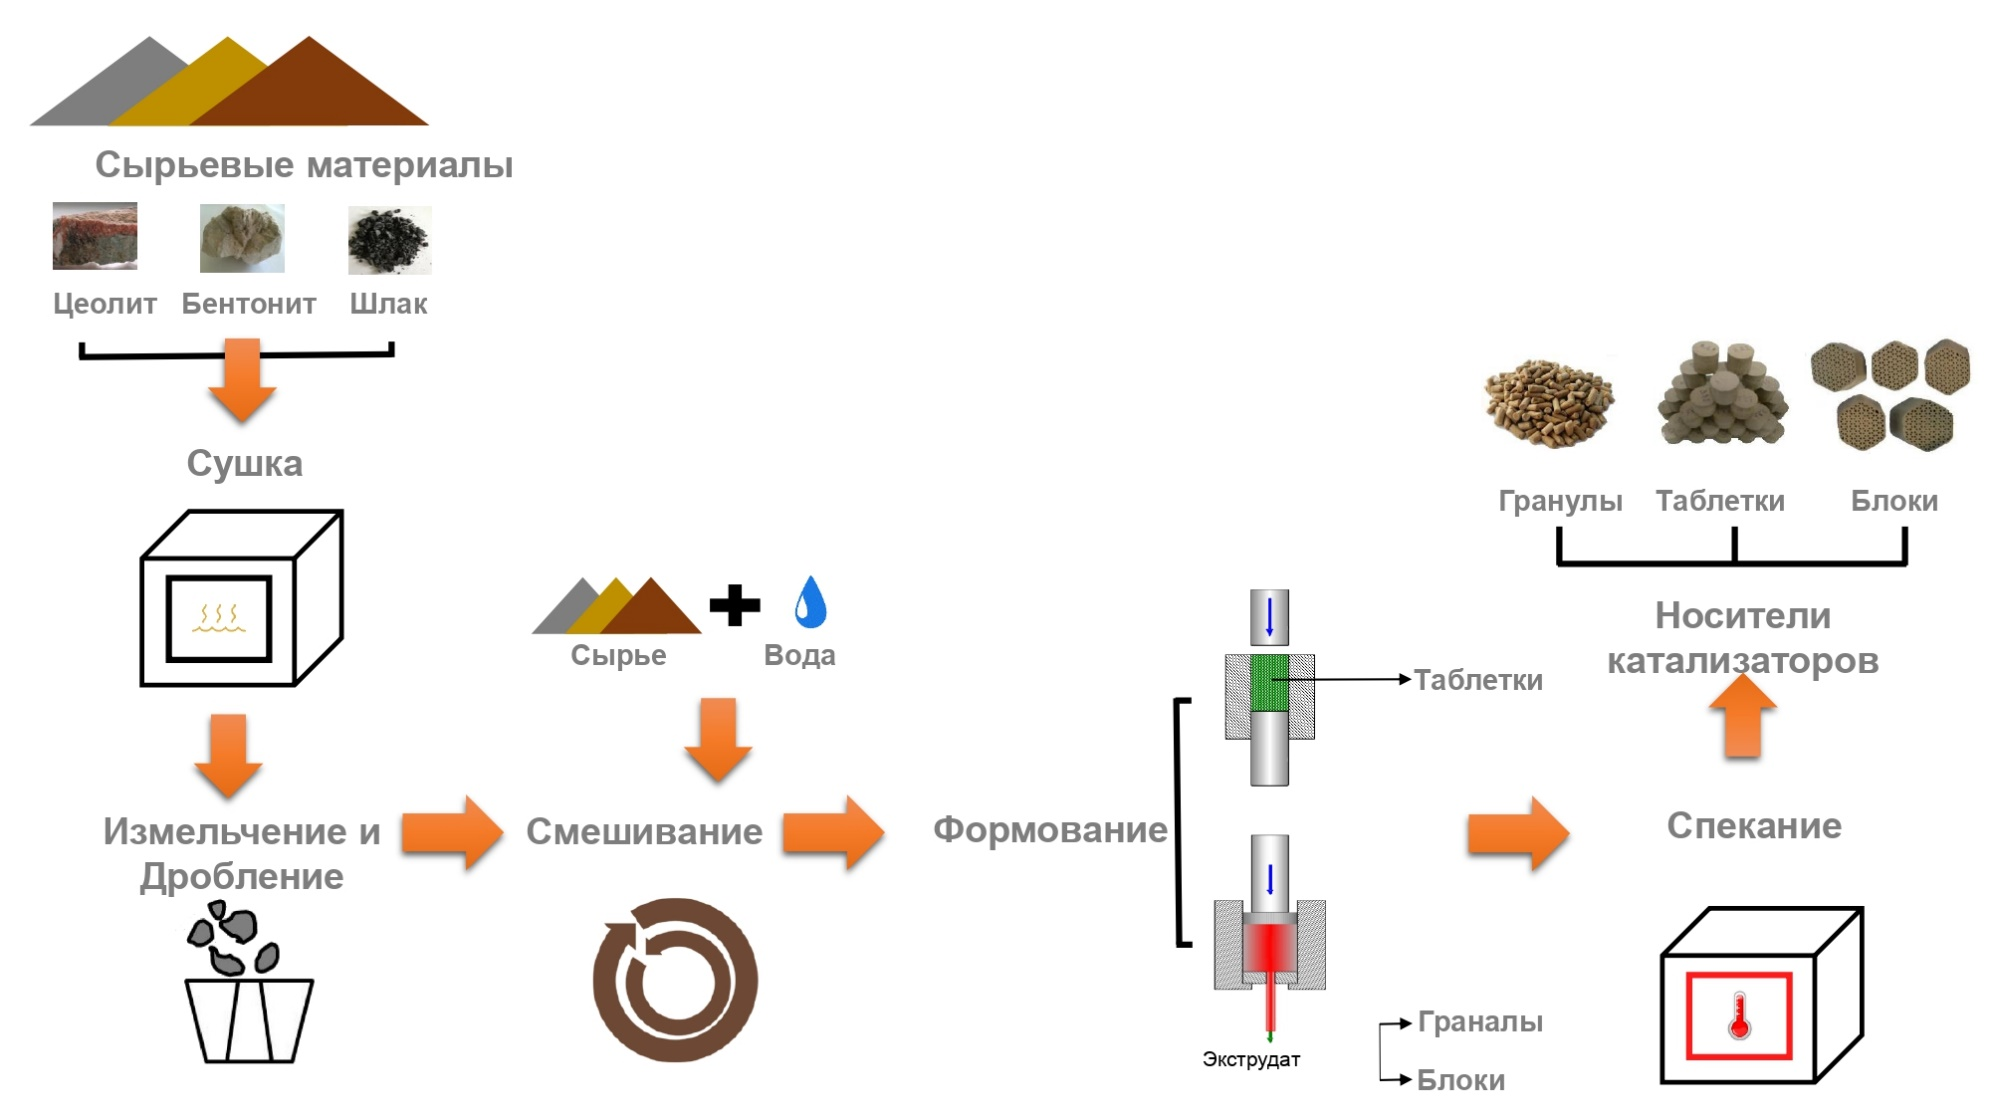 Сырьевые материалы
Цеолит
Бентонит
Шлак
Сушка
Измельчение и
Дробление
Сырье
Вода
Смешивание
Формование
Таблетки
Экструдат
Граналы
Блоки
Спекание
Носители
катализаторов
Гранулы
Таблетки
Блоки